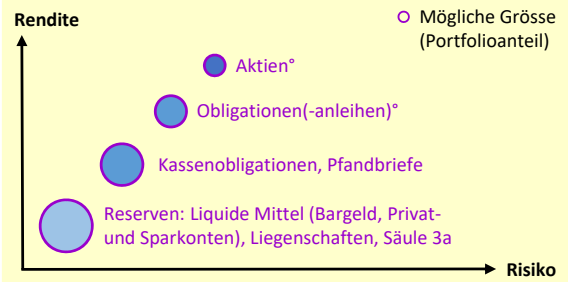 Rendite
Mögliche Grösse
(Portfolioanteil)
Aktien°
Obligationen(-anleihen)°
Kassenobligationen, Pfandbriefe
Reserven: Liquide Mittel (Bargeld, Privat-
und Sparkonten), Liegenschaften, Säule 3a
Risiko